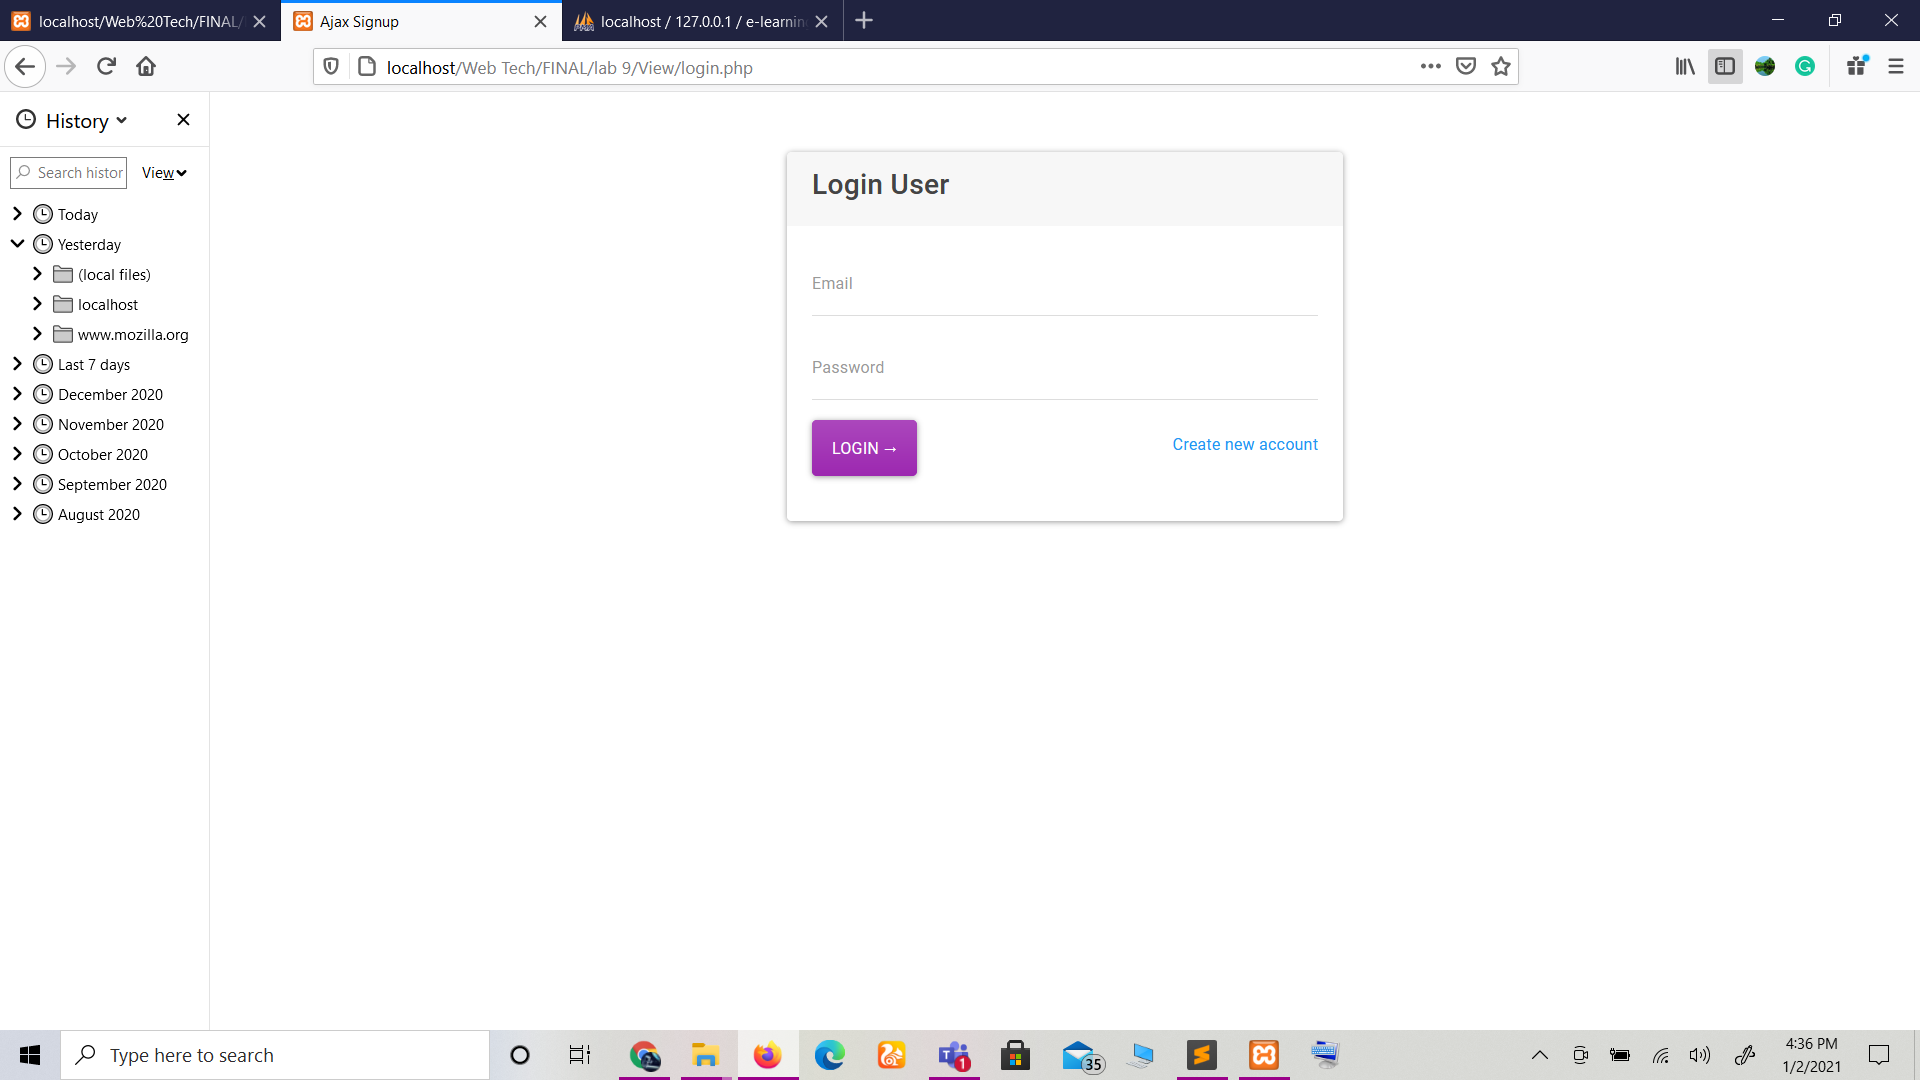 localhost/Web%20Tech/FINAL/
Ajax Signup
localhost / 127.0.0.1 / e-learnin
localhost/Web Tech/FINAL/lab 9/View/login.php
History
Search histor
View
Today
Yesterday
(local files)
localhost
www.mozilla.org
Last 7 days
December 2020
November 2020
October 2020
September 2020
August 2020
Login User
Email
Password
LOGIN →
Create new account
Type here to search
2
T
1
35
4:36 PM
1/2/2021